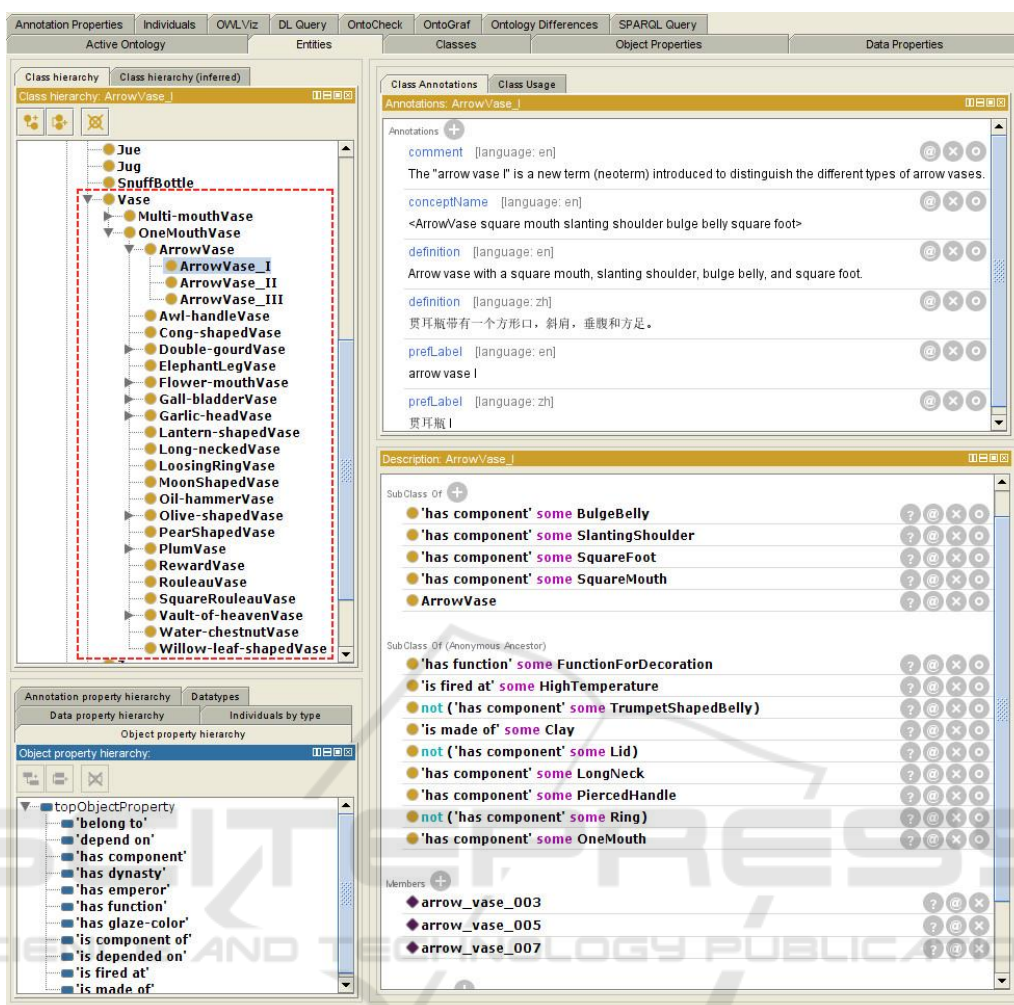 Annotation Properties Individuals OWLViz DL Query OntoCheck OntoGraf Ontology Differences SPARQL Query
Active Ontology Entities Classes Object Properties Data Properties
Class hierarchy Class hierarchy (inferred)
Class hierarchy: ArrowVase_I
Jue
Jug
SnuffBottle
Vase
Multi-mouthVase
OneMouthVase
ArrowVase
ArrowVase_I
ArrowVase_II
ArrowVase_III
Awl-handleVase
Cong-shapedVase
Double-gourdVase
ElephantLegVase
Flower-mouthVase
Gall-bladderVase
Garlic-headVase
Lantern-shapedVase
Long-neckedVase
LoosingRingVase
MoonShapedVase
Oil-hammerVase
Olive-shapedVase
PearShapedVase
PlumVase
RewardVase
RouleauVase
SquareRouleauVase
Vault-of-heavenVase
Water-chestnutVase
Willow-leaf-shapedVase
Annotation property hierarchy Datatypes
Data property hierarchy Individuals by type
Object property hierarchy
Object property hierarchy:
topObjectProperty
'belong to'
'depend on'
'has component'
'has dynasty'
'has emperor'
'has function'
'has glaze-color'
'is component of'
'is depended on'
'is fired at'
'is made of'
Class Annotations Class Usage
Annotations: ArrowVase_I
Annotations
comment [language: en]
The "arrow vase I" is a new term (neoterm) introduced to distinguish the different types of arrow vases.
conceptName [language: en]
<ArrowVase square mouth slanting shoulder bulge belly square foot>
definition [language: en]
Arrow vase with a square mouth, slanting shoulder, bulge belly, and square foot.
definition [language: zh]
贯耳瓶带有一个方形口，斜肩，垂腹和方足。
prefLabel [language: en]
arrow vase I
prefLabel [language: zh]
贯耳瓶 I
Description: ArrowVase_I
SubClass Of
'has component' some BulgeBelly
'has component' some SlantingShoulder
'has component' some SquareFoot
'has component' some SquareMouth
ArrowVase
SubClass Of (Anonymous Ancestor)
'has function' some FunctionForDecoration
'is fired at' some HighTemperature
not ('has component' some TrumpetShapedBelly)
'is made of' some Clay
not ('has component' some Lid)
'has component' some LongNeck
'has component' some PiercedHandle
not ('has component' some Ring)
'has component' some OneMouth
Members
arrow_vase_003
arrow_vase_005
arrow_vase_007